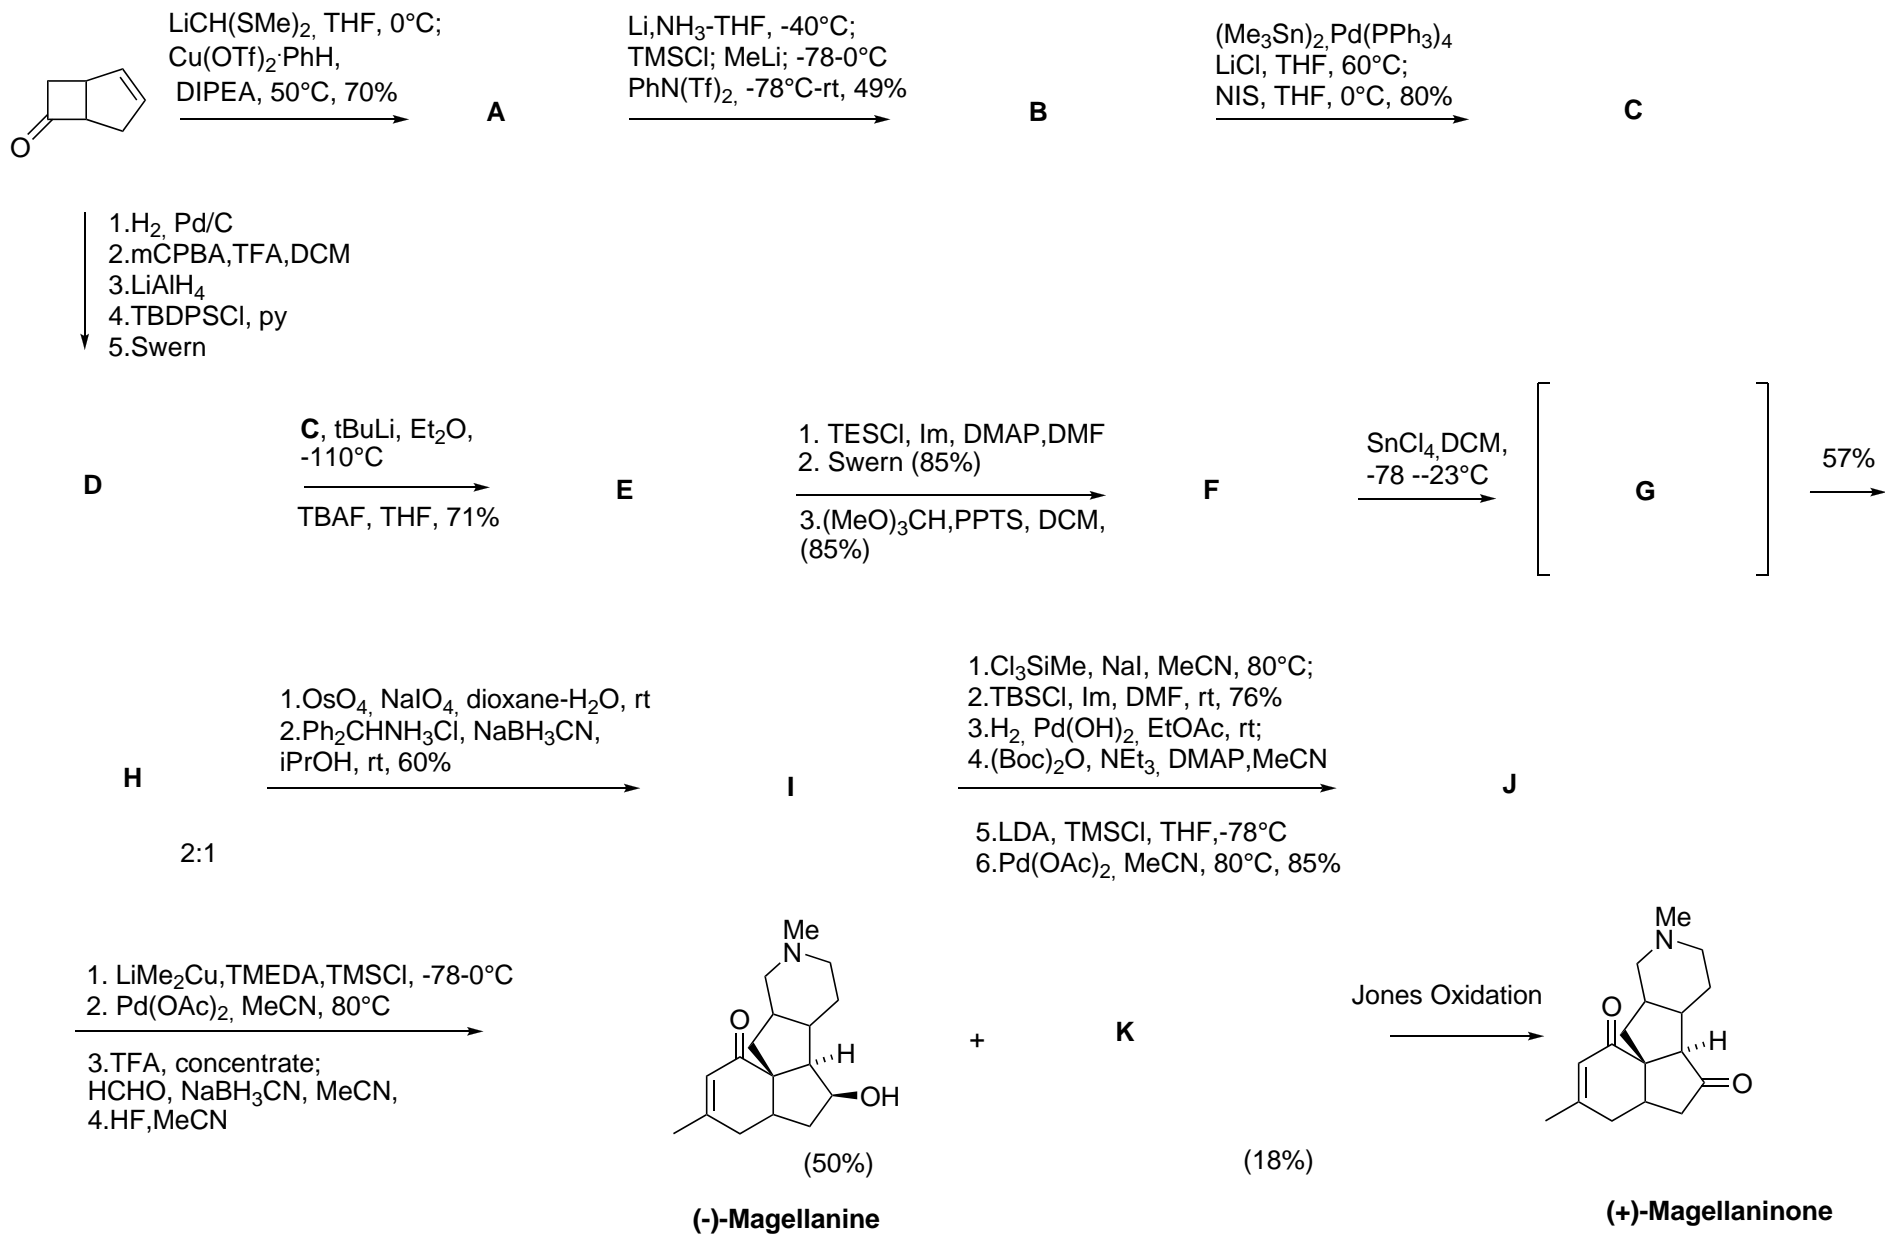 LiCH(SMe)2, THF, 0°C;
Cu(OTf)2·PhH,
DIPEA, 50°C, 70%
A
Li,NH3-THF, -40°C;
TMSCl; MeLi; -78-0°C
PhN(Tf)2, -78°C-rt, 49%
B
(Me3Sn)2,Pd(PPh3)4
LiCl, THF, 60°C;
NIS, THF, 0°C, 80%
C
O
1.H2, Pd/C
2.mCPBA,TFA,DCM
3.LiAlH4
4.TBDPSCl, py
5.Swern
D
C, tBuLi, Et2O,
-110°C
TBAF, THF, 71%
E
1. TESCl, Im, DMAP,DMF
2. Swern (85%)
3.(MeO)3CH,PPTS, DCM,
(85%)
F
SnCl4,DCM,
-78 --23°C
G
57%
H
2:1
1.OsO4, NaIO4, dioxane-H2O, rt
2.Ph2CHNH3Cl, NaBH3CN,
iPrOH, rt, 60%
I
1.Cl3SiMe, NaI, MeCN, 80°C;
2.TBSCl, Im, DMF, rt, 76%
3.H2, Pd(OH)2, EtOAc, rt;
4.(Boc)2O, NEt3, DMAP,MeCN
5.LDA, TMSCl, THF,-78°C
6.Pd(OAc)2, MeCN, 80°C, 85%
J
1. LiMe2Cu,TMEDA,TMSCl, -78-0°C
2. Pd(OAc)2, MeCN, 80°C
3.TFA, concentrate;
HCHO, NaBH3CN, MeCN,
4.HF,MeCN
Me
N
O
H
OH
(50%)
(-)-Magellanine
+
K
(18%)
Jones Oxidation
Me
N
O
H
O
(+)-Magellaninone